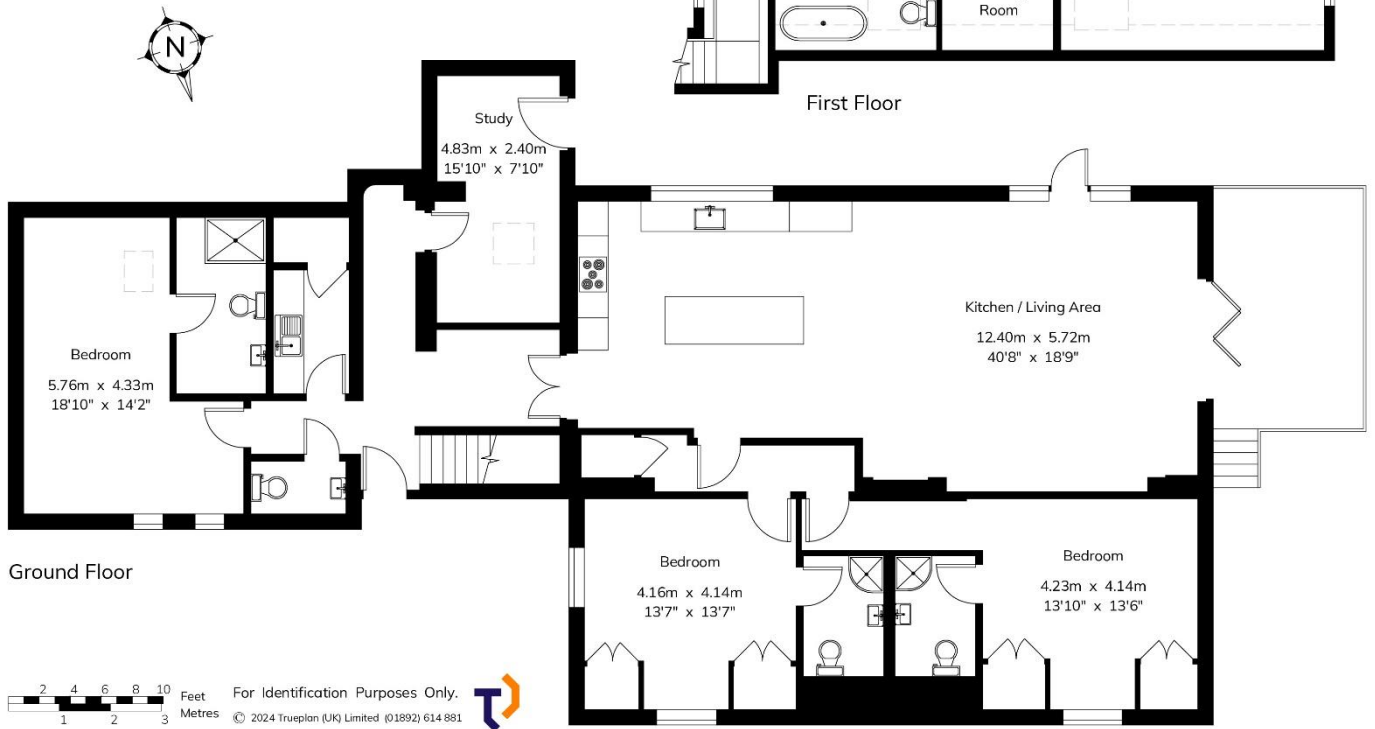 N
Room
First Floor
Study
4.83m x 2.40m
15'10" x 7'10"
Kitchen / Living Area
12.40m x 5.72m
40'8" x 18'9"
Bedroom
5.76m x 4.33m
18'10" x 14'2"
Ground Floor
Bedroom
4.16m x 4.14m
13'7" x 13'7"
Bedroom
4.23m x 4.14m
13'10" x 13'6"
2 4 6 8 10 Feet
1 2 3 Metres
For Identification Purposes Only.
© 2024 Trueplan (UK) Limited (01892) 614 881